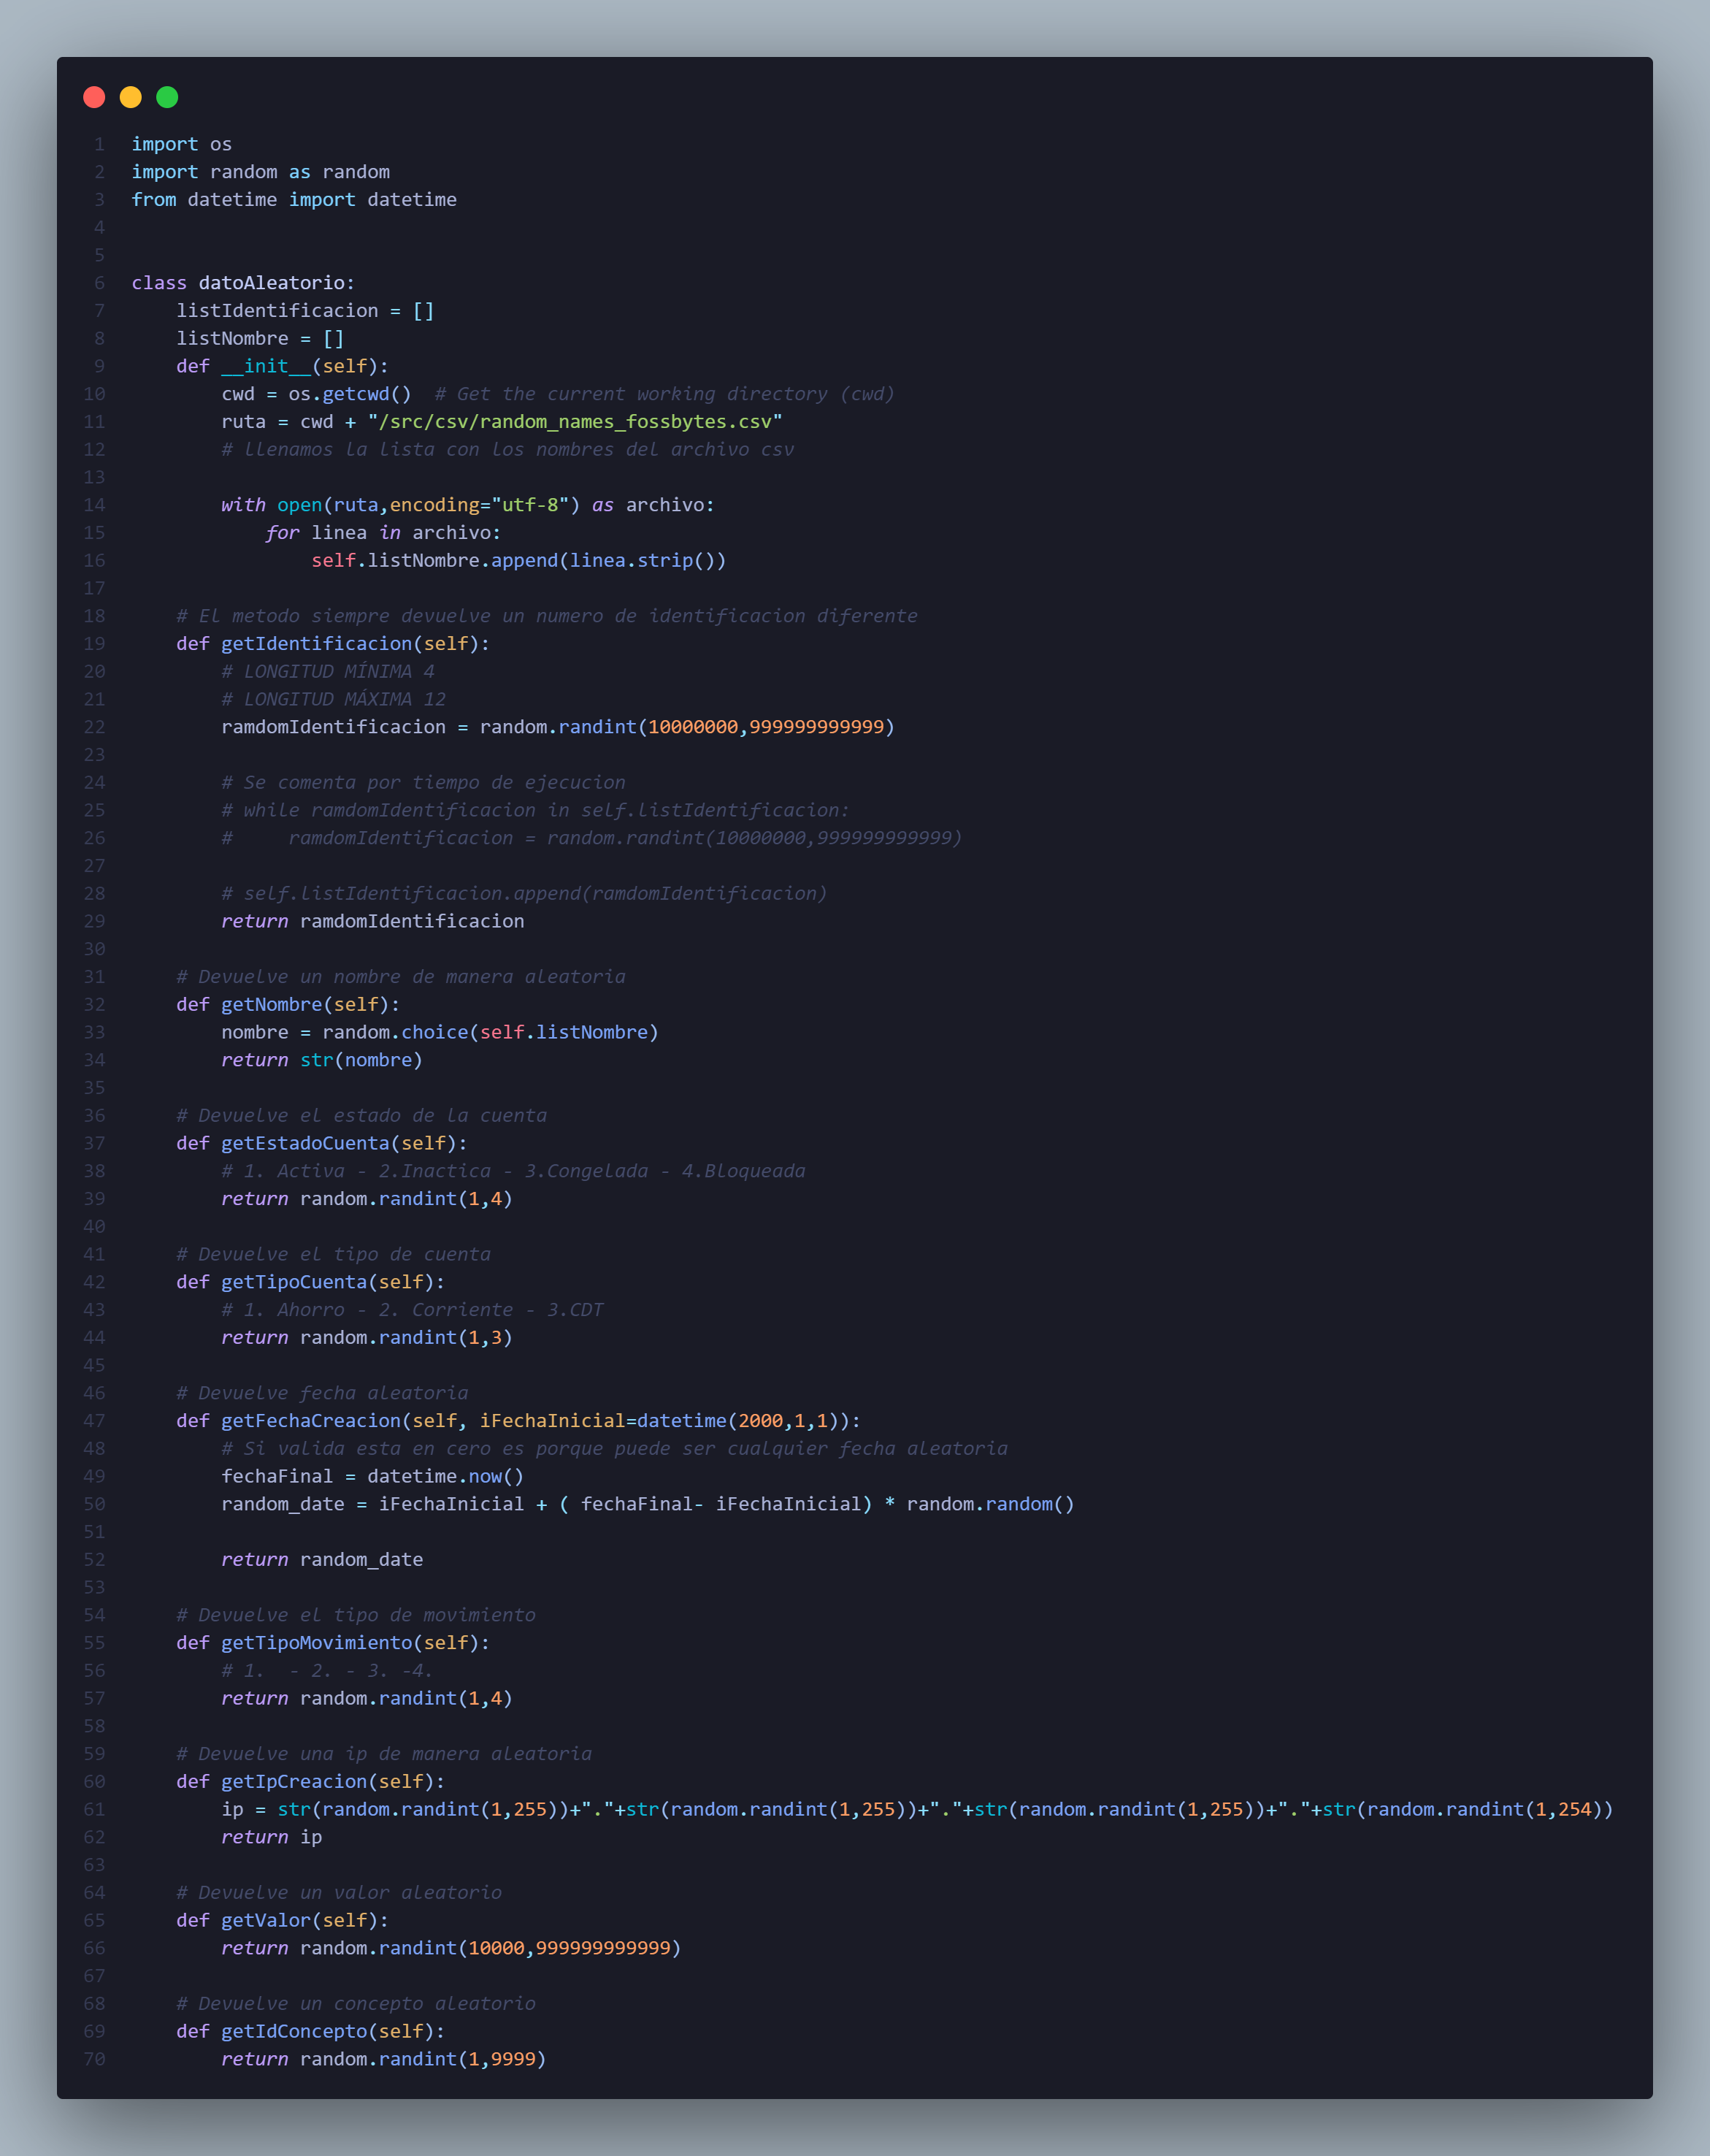 1 import os
2 import random as random
3 from datetime import datetime
4
5
6 class datoAleatorio:
7     listIdentificacion = []
8     listNombre = []
9     def __init__(self):
10         cwd = os.getcwd()  # Get the current working directory (cwd)
11         ruta = cwd + "/src/csv/random_names_fossbytes.csv"
12         # llenamos la lista con los nombres del archivo csv
13
14         with open(ruta,encoding="utf-8") as archivo:
15             for linea in archivo:
16                 self.listNombre.append(linea.strip())
17
18     # El metodo siempre devuelve un numero de identificacion diferente
19     def getIdentificacion(self):
20         # LONGITUD MÍNIMA 4
21         # LONGITUD MÁXIMA 12
22         ramdomIdentificacion = random.randint(10000000,999999999999)
23
24         # Se comenta por tiempo de ejecucion
25         # while ramdomIdentificacion in self.listIdentificacion:
26         #     ramdomIdentificacion = random.randint(10000000,999999999999)
27
28         # self.listIdentificacion.append(ramdomIdentificacion)
29         return ramdomIdentificacion
30
31     # Devuelve un nombre de manera aleatoria
32     def getNombre(self):
33         nombre = random.choice(self.listNombre)
34         return str(nombre)
35
36     # Devuelve el estado de la cuenta
37     def getEstadoCuenta(self):
38         # 1. Activa - 2.Inactica - 3.Congelada - 4.Bloqueada
39         return random.randint(1,4)
40
41     # Devuelve el tipo de cuenta
42     def getTipoCuenta(self):
43         # 1. Ahorro - 2. Corriente - 3.CDT
44         return random.randint(1,3)
45
46     # Devuelve fecha aleatoria
47     def getFechaCreacion(self, iFechaInicial=datetime(2000,1,1)):
48         # Si valida esta en cero es porque puede ser cualquier fecha aleatoria
49         fechaFinal = datetime.now()
50         random_date = iFechaInicial + ( fechaFinal- iFechaInicial) * random.random()
51
52         return random_date
53
54     # Devuelve el tipo de movimiento
55     def getTipoMovimiento(self):
56         # 1.  - 2. - 3. -4.
57         return random.randint(1,4)
58
59     # Devuelve una ip de manera aleatoria
60     def getIpCreacion(self):
61         ip = str(random.randint(1,255))+"."+str(random.randint(1,255))+"."+str(random.randint(1,255))+"."+str(random.randint(1,254))
62         return ip
63
64     # Devuelve un valor aleatorio
65     def getValor(self):
66         return random.randint(10000,999999999999)
67
68     # Devuelve un concepto aleatorio
69     def getIdConcepto(self):
70         return random.randint(1,9999)